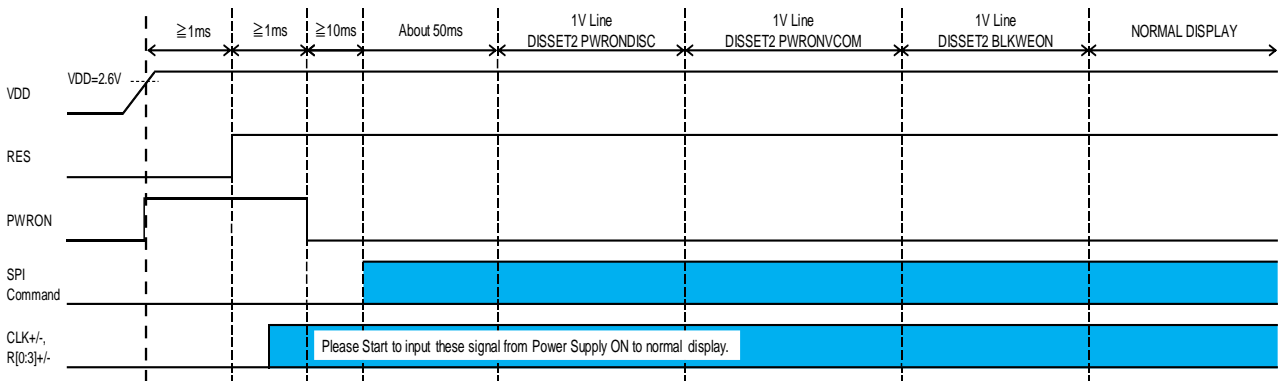 ≧1ms
≧1ms
≧10ms
About 50ms
1V Line
DISSET2 PWRONDISC
1V Line
DISSET2 PWRONVCOM
1V Line
DISSET2 BLKWEON
NORMAL DISPLAY
VDD=2.6V
VDD
RES
PWRON
SPI
Command
CLK+/-,
R[0:3]+/-
Please Start to input these signal from Power Supply ON to normal display.